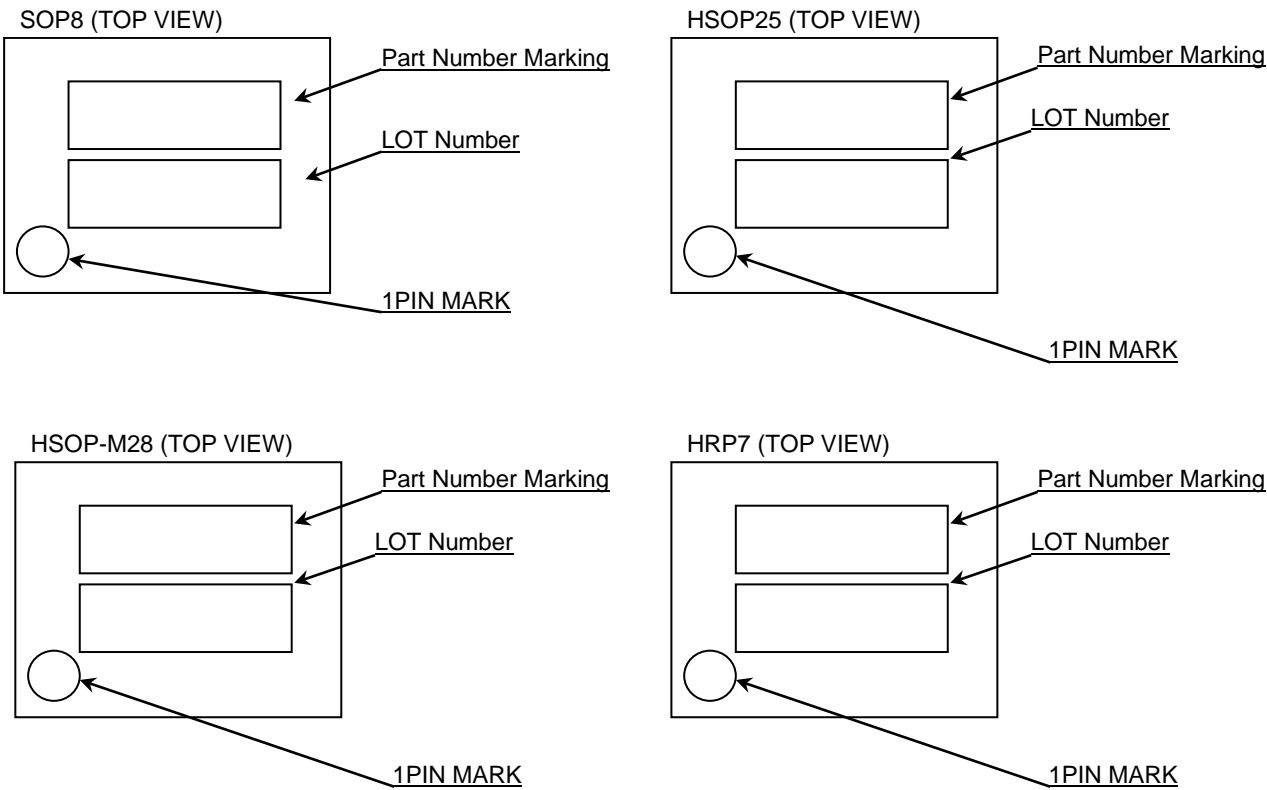 SOP8 (TOP VIEW)
Part Number Marking
LOT Number
1PIN MARK
HSOP25 (TOP VIEW)
Part Number Marking
LOT Number
1PIN MARK
HSOP-M28 (TOP VIEW)
Part Number Marking
LOT Number
1PIN MARK
HRP7 (TOP VIEW)
Part Number Marking
LOT Number
1PIN MARK